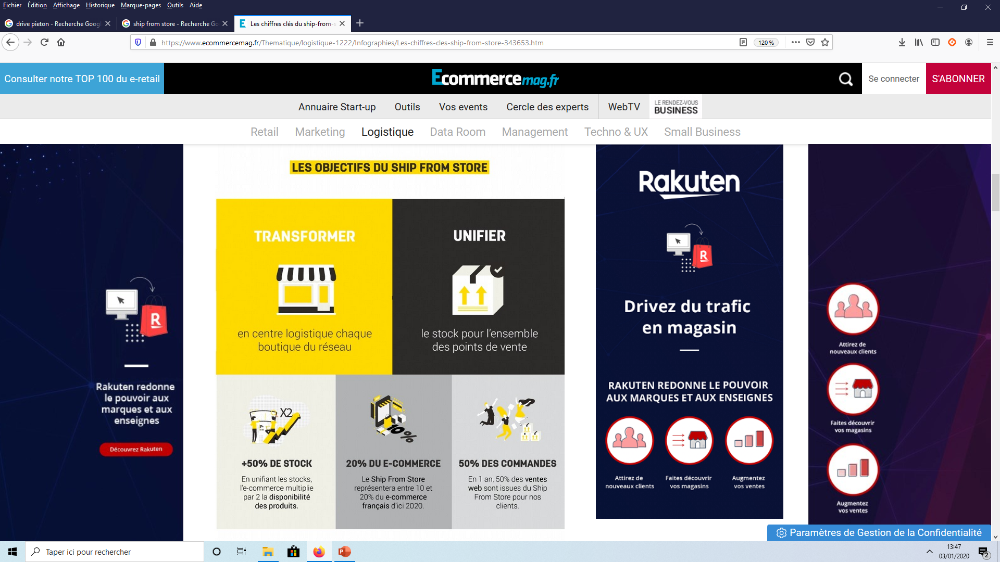 Fichier Édition Affichage Historique Marque-pages Outils Aide
drive pieton - Recherche Googl
ship from store - Recherche Go
Les chiffres clés du ship-from-s
https://www.ecommercemag.fr/Thematique/logistique-1222/Infographies/Les-chiffres-cles-ship-from-store-343653.htm
120 %
Consulter notre TOP 100 du e-retail
Ecommercemag.fr
Se connecter
S'ABONNER
Annuaire Start-up Outils Vos events Cercle des experts WebTV
LE RENDEZ-VOUS
BUSINESS
Retail Marketing Logistique Data Room Management Techno & UX Small Business
LES OBJECTIFS DU SHIP FROM STORE
TRANSFORMER
en centre logistique chaque
boutique du réseau
UNIFIER
le stock pour l'ensemble
des points de vente
X2
+50% DE STOCK
En unifiant les stocks,
l'e-commerce multiplie
par 2 la disponibilité
des produits.
10%
20% DU E-COMMERCE
Le Ship From Store
représentera entre 10 et
20% du e-commerce
français d'ici 2020.
50% DES COMMANDES
En 1 an, 50% des ventes
web sont issues du Ship
From Store pour nos
clients.
R
Rakuten redonne
le pouvoir aux
marques et aux
enseignes
Découvrez Rakuten
Rakuten
R
Drivez du trafic
en magasin
RAKUTEN REDONNE LE POUVOIR
AUX MARQUES ET AUX ENSEIGNES
Attirez de
nouveaux clients
Faites découvrir
vos magasins
Augmentez
vos ventes
Attirez de
nouveaux clients
Faites découvrir
vos magasins
Augmentez
vos ventes
Paramètres de Gestion de la Confidentialité
Taper ici pour rechercher
13:47
03/01/2020
2